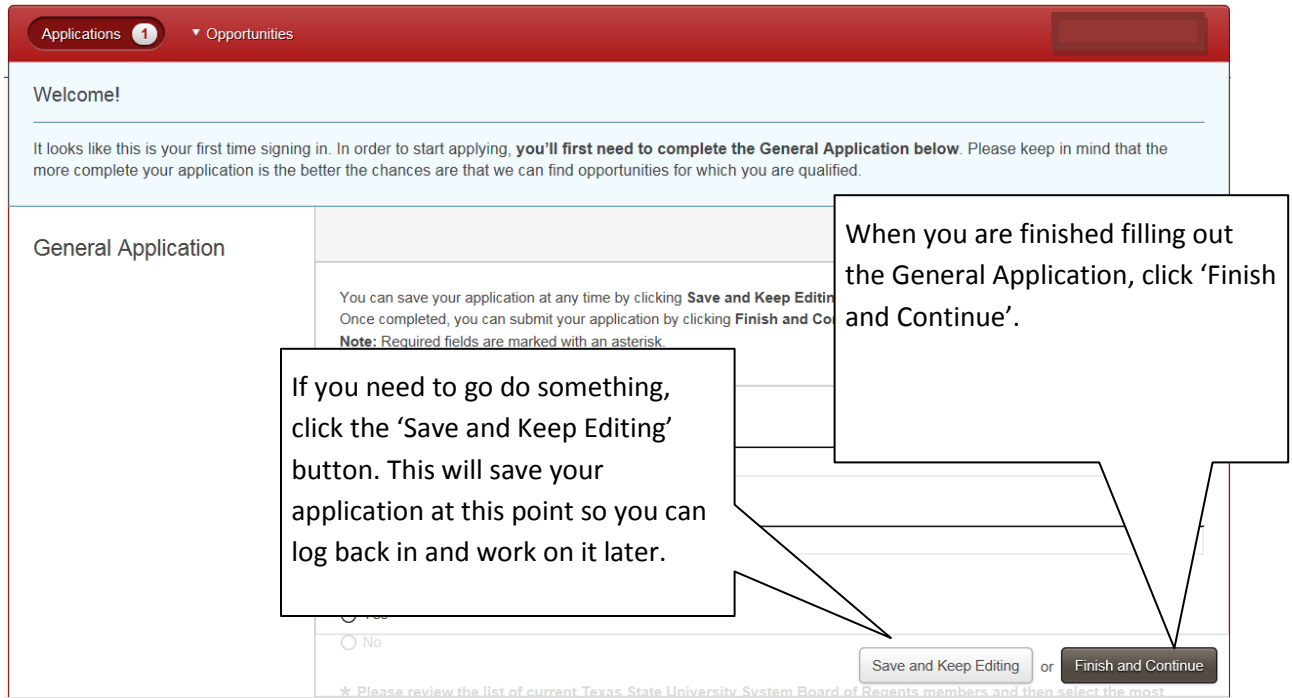 Applications 1 ▼ Opportunities
Welcome!
It looks like this is your first time signing in. In order to start applying, you'll first need to complete the General Application below. Please keep in mind that the
more complete your application is the better the chances are that we can find opportunities for which you are qualified.
General Application
You can save your application at any time by clicking Save and Keep
Once completed, you can submit your application by clicking Finish and
Note: Required fields are marked with an asterisk.
When you are finished filling out
the General Application, click ‘Finish
and Continue’.
If you need to go do something,
click the ‘Save and Keep Editing’
button. This will save your
application at this point so you can
log back in and work on it later.
No
Save and Keep Editing or Finish and Continue
* Please review the list of current Texas State University System Board of Regents members and then select the most